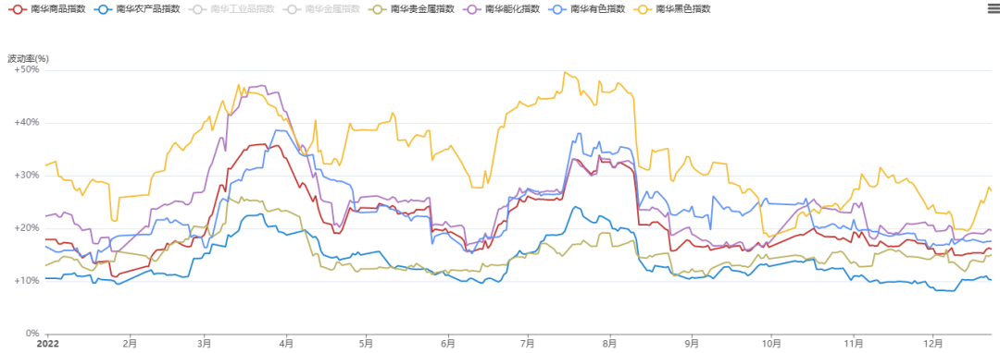 南华商品指数 南华农产品指数 南华工业品指数 南华金属指数 南华贵金属指数 南华能化指数 南华有色指数 南华黑色指数
波动率(%)
+50%
+40%
+30%
+20%
+10%
0%
2022 2月 3月 4月 5月 6月 7月 8月 9月 10月 11月 12月